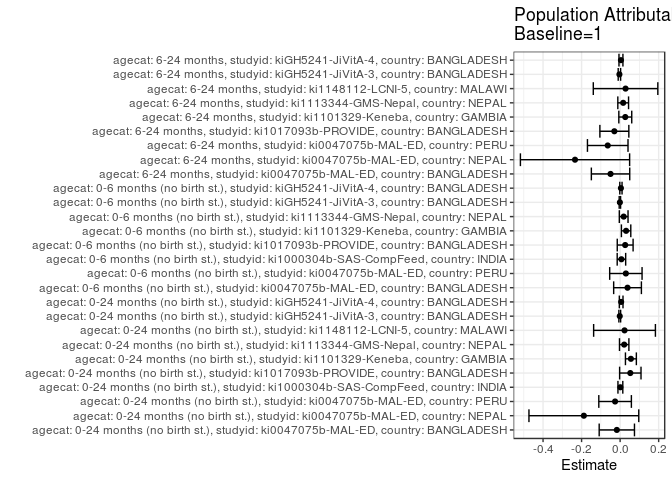 Population Attributa
Baseline=1
agecat: 6-24 months, studyid: kiGH5241-JiVitA-4, country: BANGLADESH
agecat: 6-24 months, studyid: kiGH5241-JiVitA-3, country: BANGLADESH
agecat: 6-24 months, studyid: ki1148112-LCNI-5, country: MALAWI
agecat: 6-24 months, studyid: ki1113344-GMS-Nepal, country: NEPAL
agecat: 6-24 months, studyid: ki1101329-Keneba, country: GAMBIA
agecat: 6-24 months, studyid: ki1017093b-PROVIDE, country: BANGLADESH
agecat: 6-24 months, studyid: ki0047075b-MAL-ED, country: PERU
agecat: 6-24 months, studyid: ki0047075b-MAL-ED, country: NEPAL
agecat: 6-24 months, studyid: ki0047075b-MAL-ED, country: BANGLADESH
agecat: 0-6 months (no birth st.), studyid: kiGH5241-JiVitA-4, country: BANGLADESH
agecat: 0-6 months (no birth st.), studyid: kiGH5241-JiVitA-3, country: BANGLADESH
agecat: 0-6 months (no birth st.), studyid: ki1113344-GMS-Nepal, country: NEPAL
agecat: 0-6 months (no birth st.), studyid: ki1101329-Keneba, country: GAMBIA
agecat: 0-6 months (no birth st.), studyid: ki1017093b-PROVIDE, country: BANGLADESH
agecat: 0-6 months (no birth st.), studyid: ki1000304b-SAS-CompFeed, country: INDIA
agecat: 0-6 months (no birth st.), studyid: ki0047075b-MAL-ED, country: PERU
agecat: 0-6 months (no birth st.), studyid: ki0047075b-MAL-ED, country: BANGLADESH
agecat: 0-24 months (no birth st.), studyid: kiGH5241-JiVitA-4, country: BANGLADESH
agecat: 0-24 months (no birth st.), studyid: kiGH5241-JiVitA-3, country: BANGLADESH
agecat: 0-24 months (no birth st.), studyid: ki1148112-LCNI-5, country: MALAWI
agecat: 0-24 months (no birth st.), studyid: ki1113344-GMS-Nepal, country: NEPAL
agecat: 0-24 months (no birth st.), studyid: ki1101329-Keneba, country: GAMBIA
agecat: 0-24 months (no birth st.), studyid: ki1017093b-PROVIDE, country: BANGLADESH
agecat: 0-24 months (no birth st.), studyid: ki1000304b-SAS-CompFeed, country: INDIA
agecat: 0-24 months (no birth st.), studyid: ki0047075b-MAL-ED, country: PERU
agecat: 0-24 months (no birth st.), studyid: ki0047075b-MAL-ED, country: NEPAL
agecat: 0-24 months (no birth st.), studyid: ki0047075b-MAL-ED, country: BANGLADESH
-0.4 -0.2 0.0 0.2
Estimate